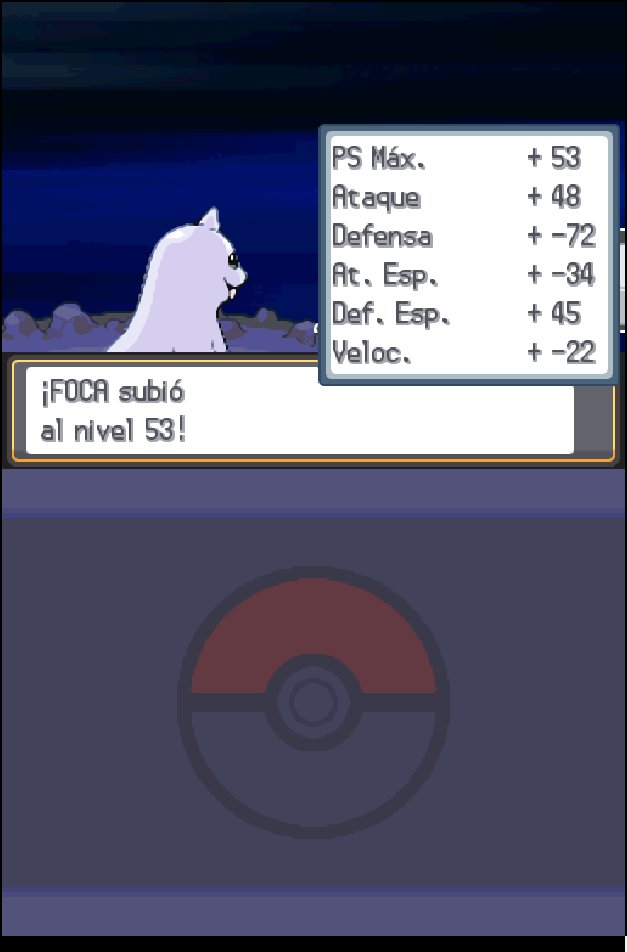 PS Máx. + 53
Ataque + 48
Defensa + -72
At. Esp. + -34
Def. Esp. + 45
Veloc. + -22
¡FOCA subió
al nivel 53!